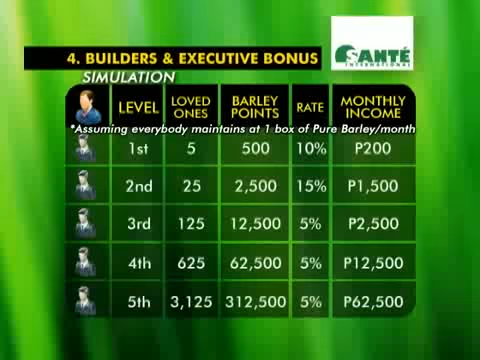 4. BUILDERS & EXECUTIVE BONUS
SANTÉ
INTERNATIONAL
SIMULATION
LEVEL LOVED ONES BARLEY POINTS RATE MONTHLY INCOME
*Assuming everybody maintains at 1 box of Pure Barley/month
1st 5 500 10% P200
2nd 25 2,500 15% P1,500
3rd 125 12,500 5% P2,500
4th 625 62,500 5% P12,500
5th 3,125 312,500 5% P62,500